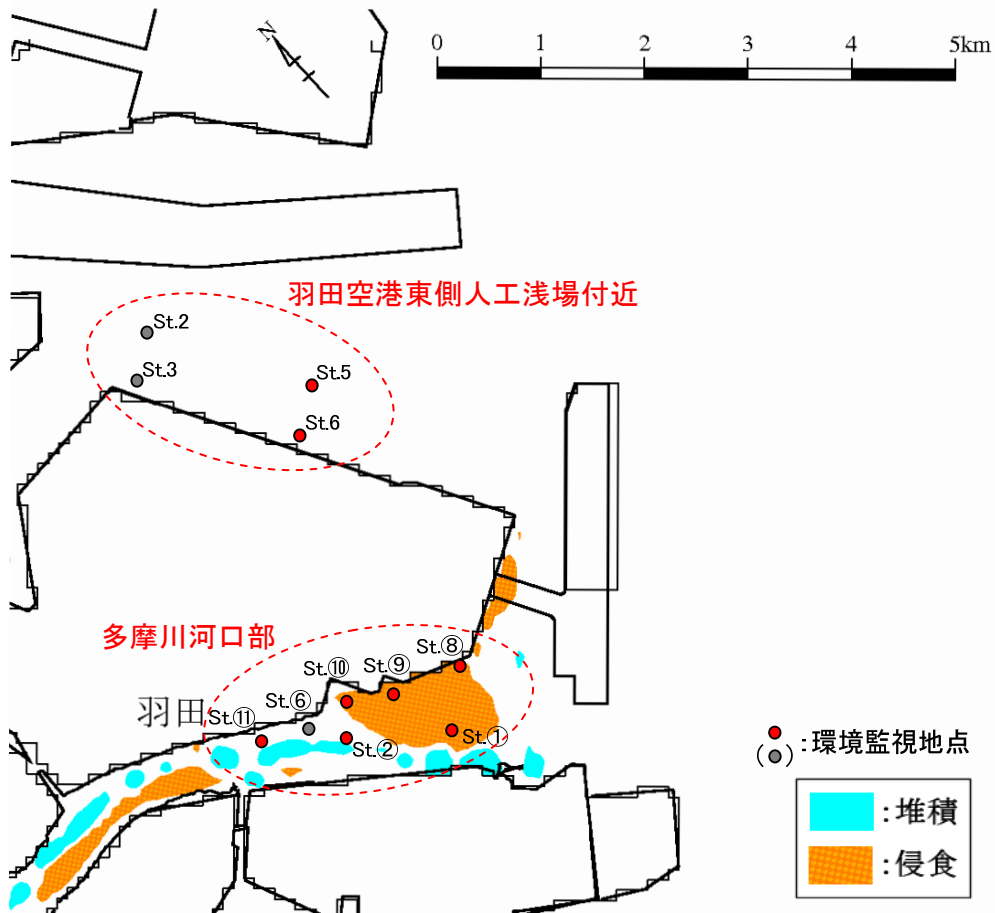 N
0 1 2 3 4 5km
羽田空港東側人工浅場付近
St.2
St.3
St.5
St.6
多摩川河口部
St.⑧
St.⑨
St.⑩
St.⑥
羽田
St.⑪
St.①
St.②
( ):環境監視地点
:堆積
:侵食